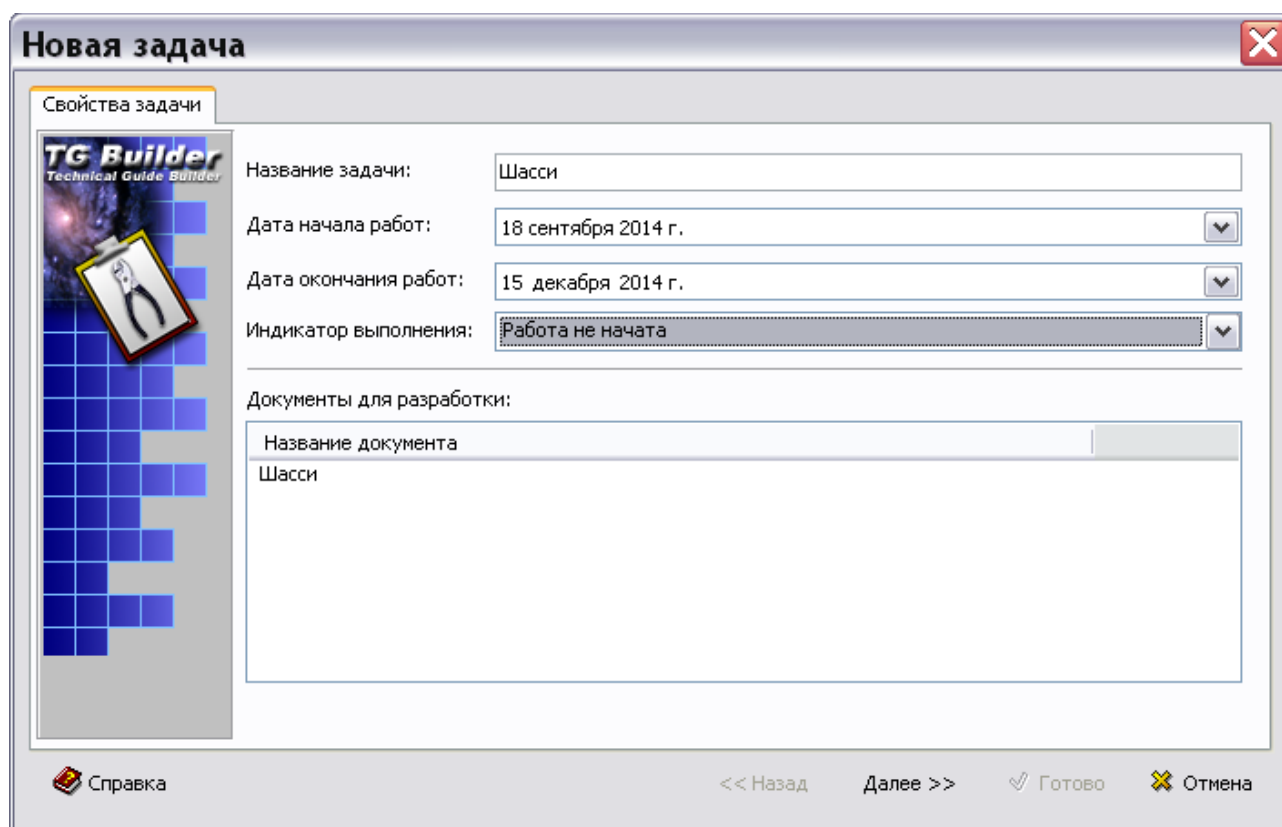 Новая задача
Свойства задачи
TG Builder
Technical Guide Builder
Название задачи: Шасси
Дата начала работ: 18 сентября 2014 г.
Дата окончания работ: 15 декабря 2014 г.
Индикатор выполнения: Работа не начата
Документы для разработки:
Название документа
Шасси
Справка << Назад Далее >> Готово Отмена